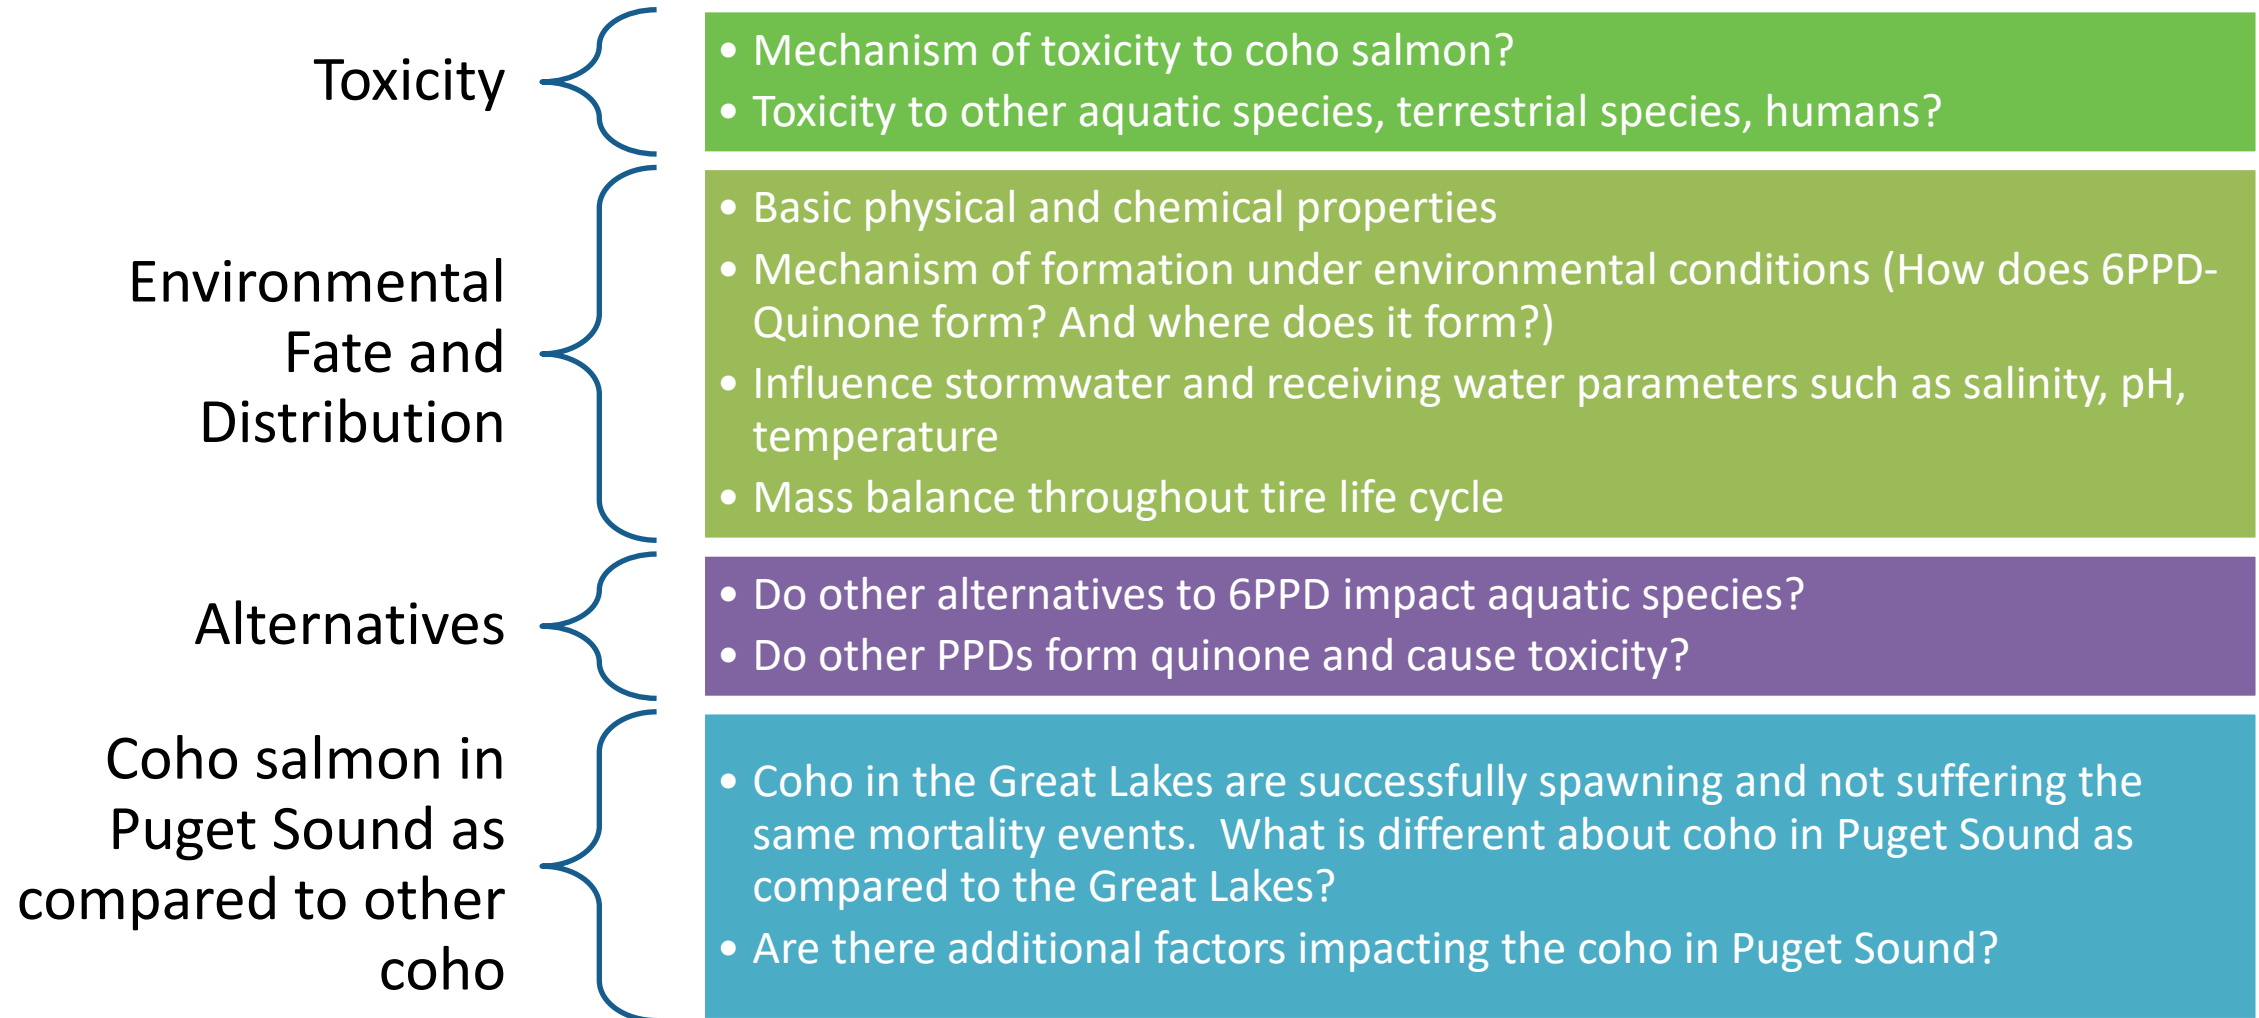 Toxicity
• Mechanism of toxicity to coho salmon?
• Toxicity to other aquatic species, terrestrial species, humans?
Environmental
Fate and
Distribution
• Basic physical and chemical properties
• Mechanism of formation under environmental conditions (How does 6PPD-
Quinone form? And where does it form?)
• Influence stormwater and receiving water parameters such as salinity, pH,
temperature
• Mass balance throughout tire life cycle
Alternatives
• Do other alternatives to 6PPD impact aquatic species?
• Do other PPDs form quinone and cause toxicity?
Coho salmon in
Puget Sound as
compared to other
coho
• Coho in the Great Lakes are successfully spawning and not suffering the
same mortality events.  What is different about coho in Puget Sound as
compared to the Great Lakes?
• Are there additional factors impacting the coho in Puget Sound?